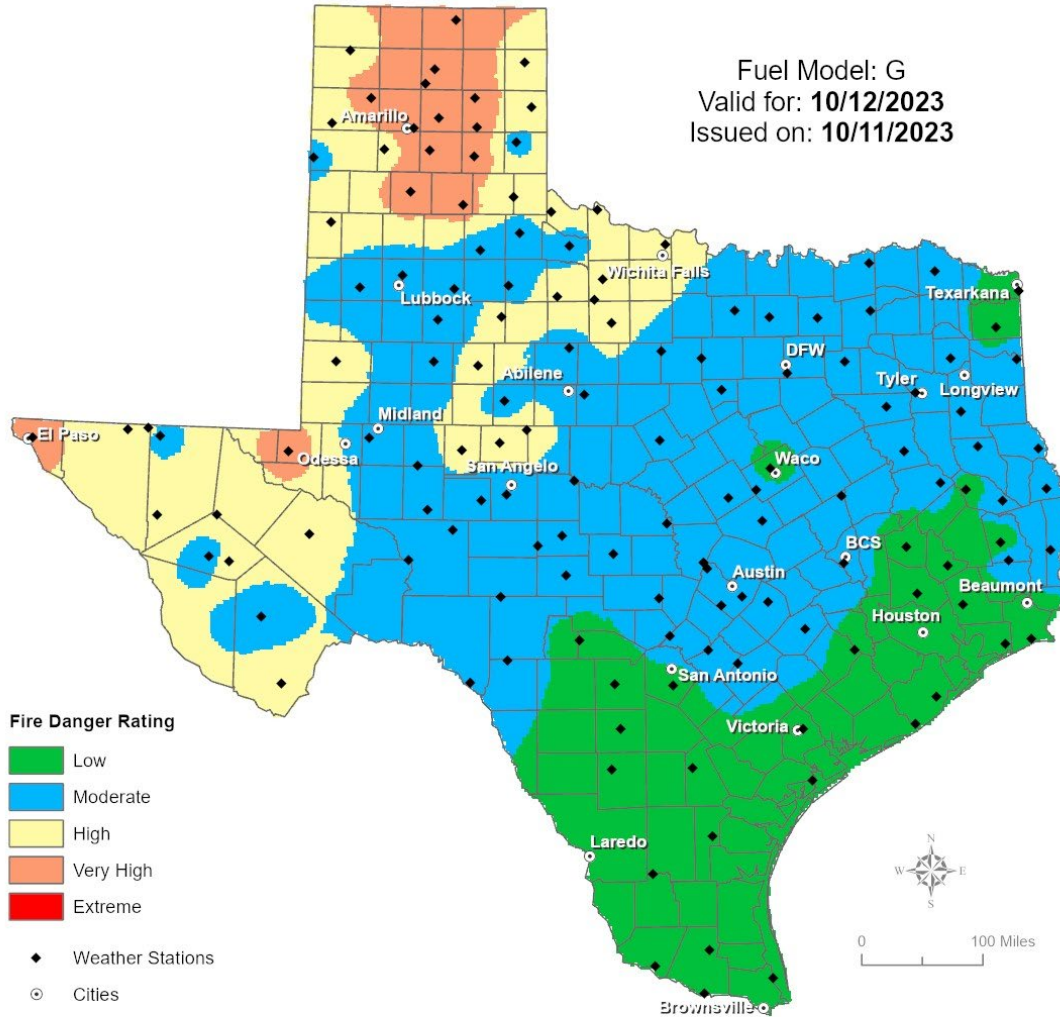 Fuel Model: G
Valid for: 10/12/2023
Issued on: 10/11/2023
Amarillo
Wichita Falls
Lubbock
Texarkana
DFW
Abilene
Tyler
Longview
Midland
El Paso
Odessa
Waco
San Angelo
BCS
Austin
Beaumont
Houston
San Antonio
Victoria
Laredo
Brownsville
Fire Danger Rating
Low
Moderate
High
Very High
Extreme
Weather Stations
Cities
N
W E
S
0 100 Miles